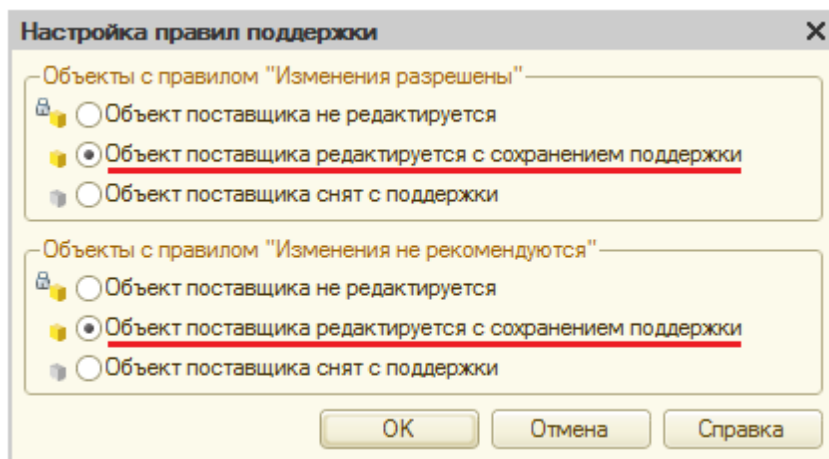 Настройка правил поддержки
Объекты с правилом "Изменения разрешены"
Объект поставщика не редактируется
Объект поставщика редактируется с сохранением поддержки
Объект поставщика снят с поддержки
Объекты с правилом "Изменения не рекомендуются"
Объект поставщика не редактируется
Объект поставщика редактируется с сохранением поддержки
Объект поставщика снят с поддержки
OK Отмена Справка